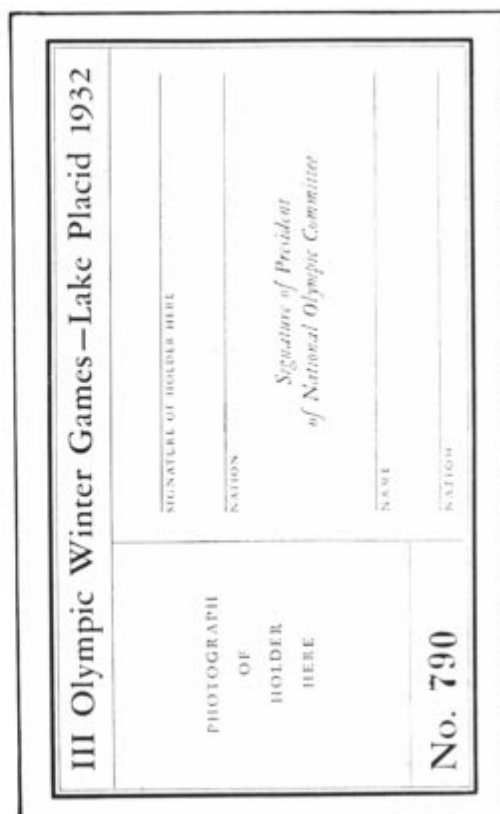 III Olympic Winter Games—Lake Placid 1932
PHOTOGRAPH
OF
HOLDER
HERE
No. 790
SIGNATURE OF HOLDER HERE
NATION
Signature of President
of National Olympic Committee
NAME
NATION